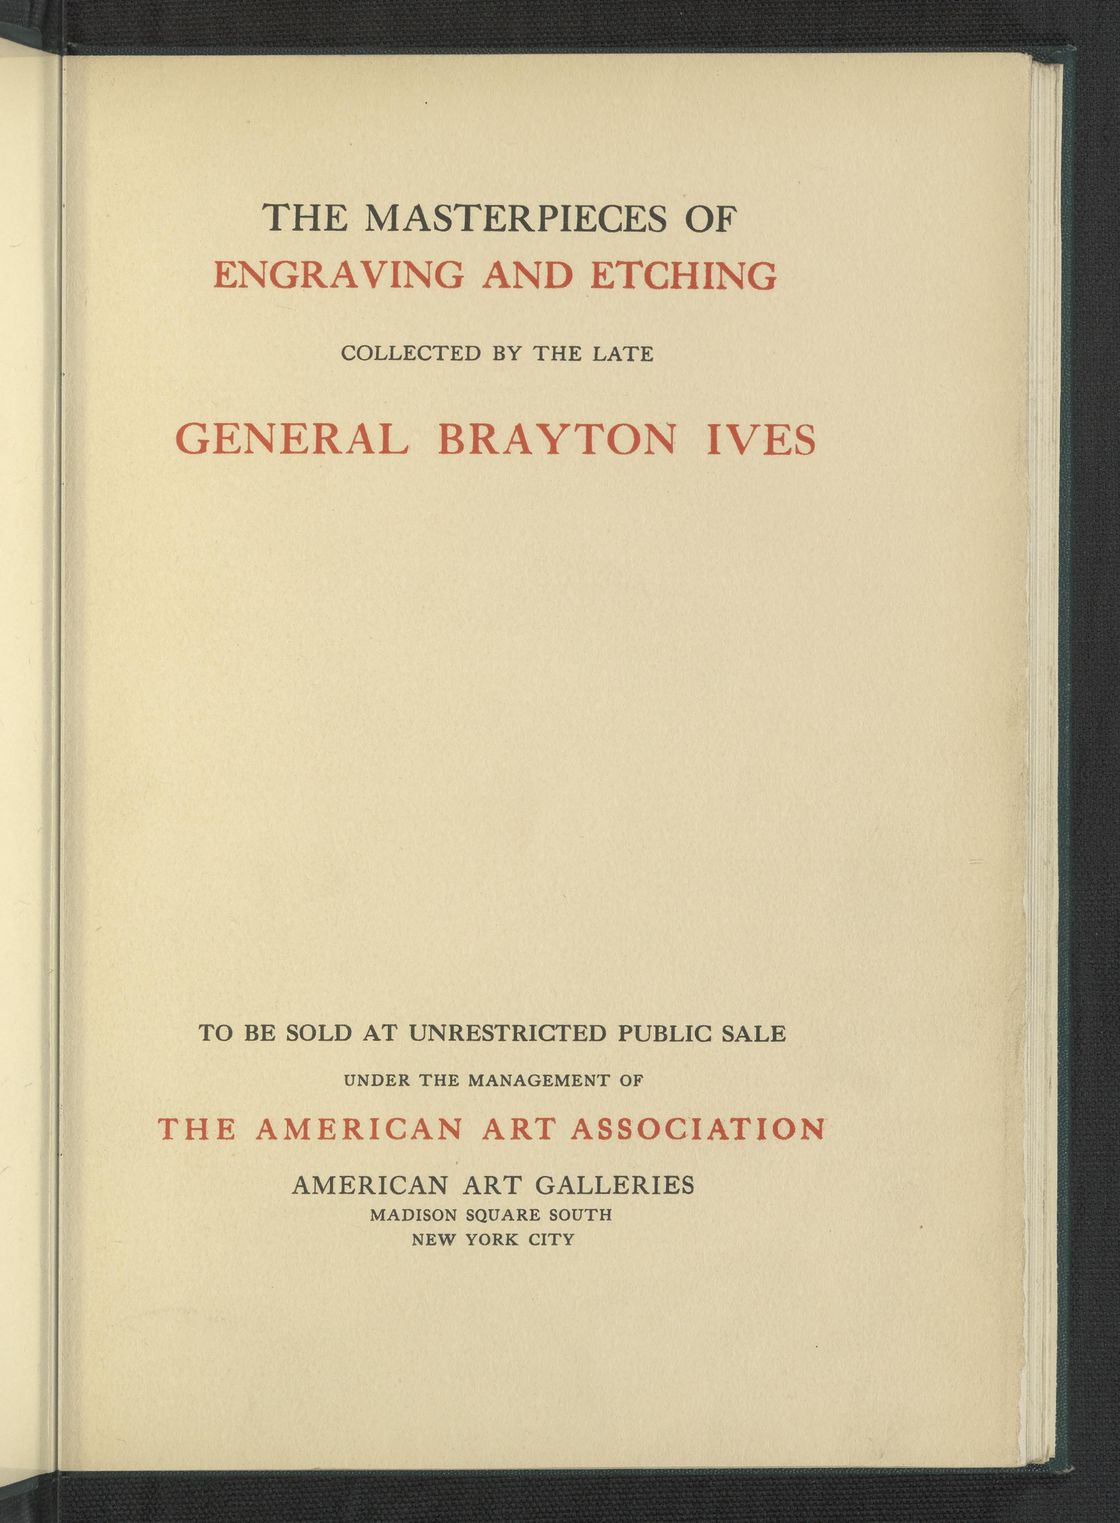 THE MASTERPIECES OF
ENGRAVING AND ETCHING
COLLECTED BY THE LATE
GENERAL BRAYTON IVES
TO BE SOLD AT UNRESTRICTED PUBLIC SALE
UNDER THE MANAGEMENT OF
THE AMERICAN ART ASSOCIATION
AMERICAN ART GALLERIES
MADISON SQUARE SOUTH
NEW YORK CITY